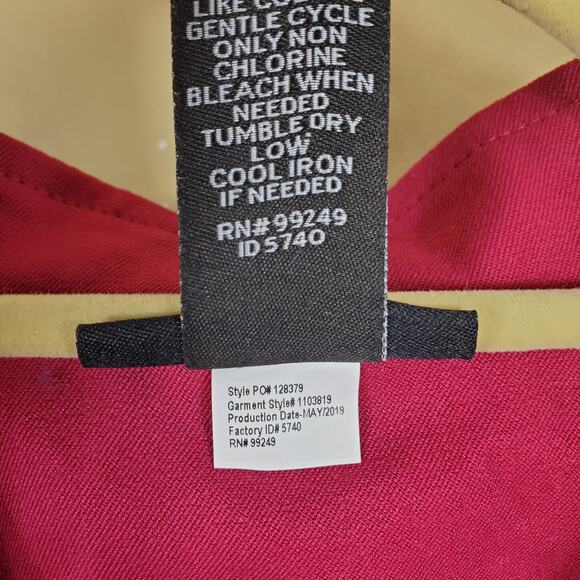 LIKE
GENTLE CYCLE
ONLY NON
CHLORINE
BLEACH WHEN
NEEDED
TUMBLE DRY
LOW
COOL IRON
IF NEEDED
RN# 99249
ID 5740
Style PO# 128379
Garment Style# 1103819
Production Date-MAY/2019
Factory ID# 5740
RN# 99249